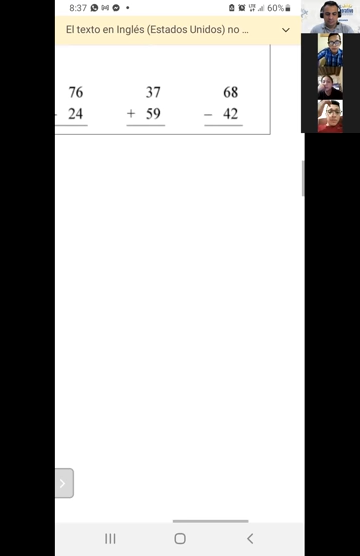 8:37 60%
El texto en Inglés (Estados Unidos) no ...
76 37 68
- 24 + 59 – 42